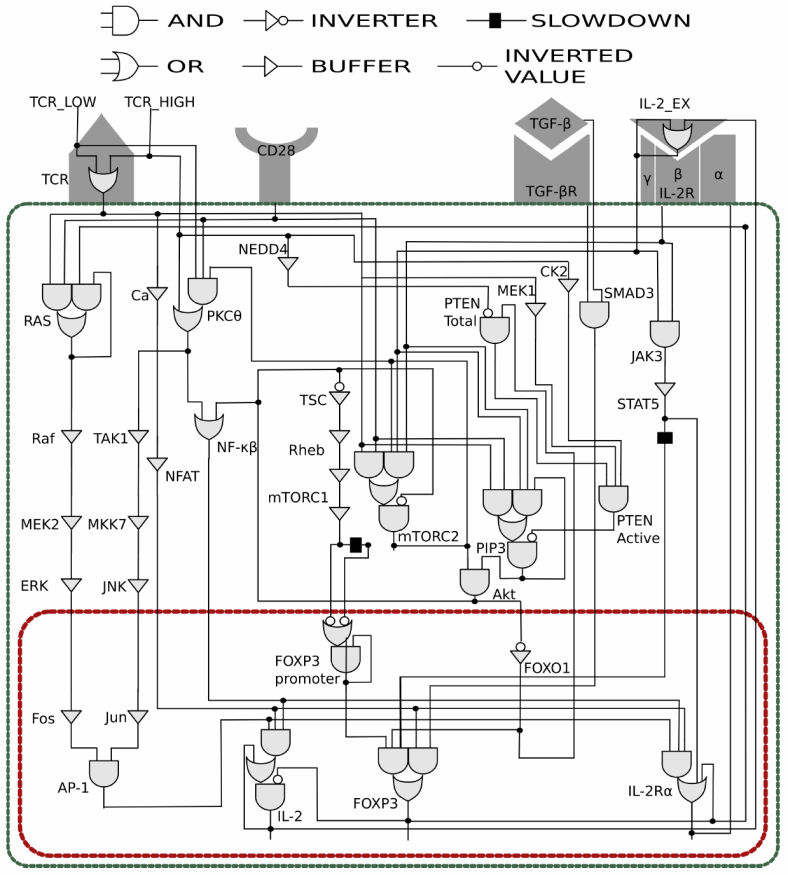 AND INVERTER SLOWDOWN
OR BUFFER INVERTED
VALUE
TCR_LOW TCR_HIGH IL-2_EX
TGF-β
CD28
TCR TGF-βR γ β α
IL-2R
NEDD4
CK2
Ca PTEN MEK1 SMAD3
Total
RAS PKCθ
JAK3
TSC STAT5
Raf TAK1 NF-κβ Rheb
NFAT
mTORC1
MEK2 MKK7 mTORC2 PTEN
Active
PIP3
ERK JNK Akt
FOXP3
promoter FOXO1
Fos Jun
AP-1 IL-2 FOXP3 IL-2Rα